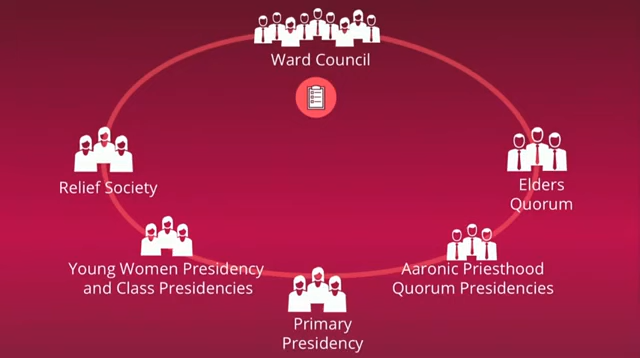 Ward Council
Relief Society
Elders
Quorum
Young Women Presidency
and Class Presidencies
Aaronic Priesthood
Quorum Presidencies
Primary
Presidency